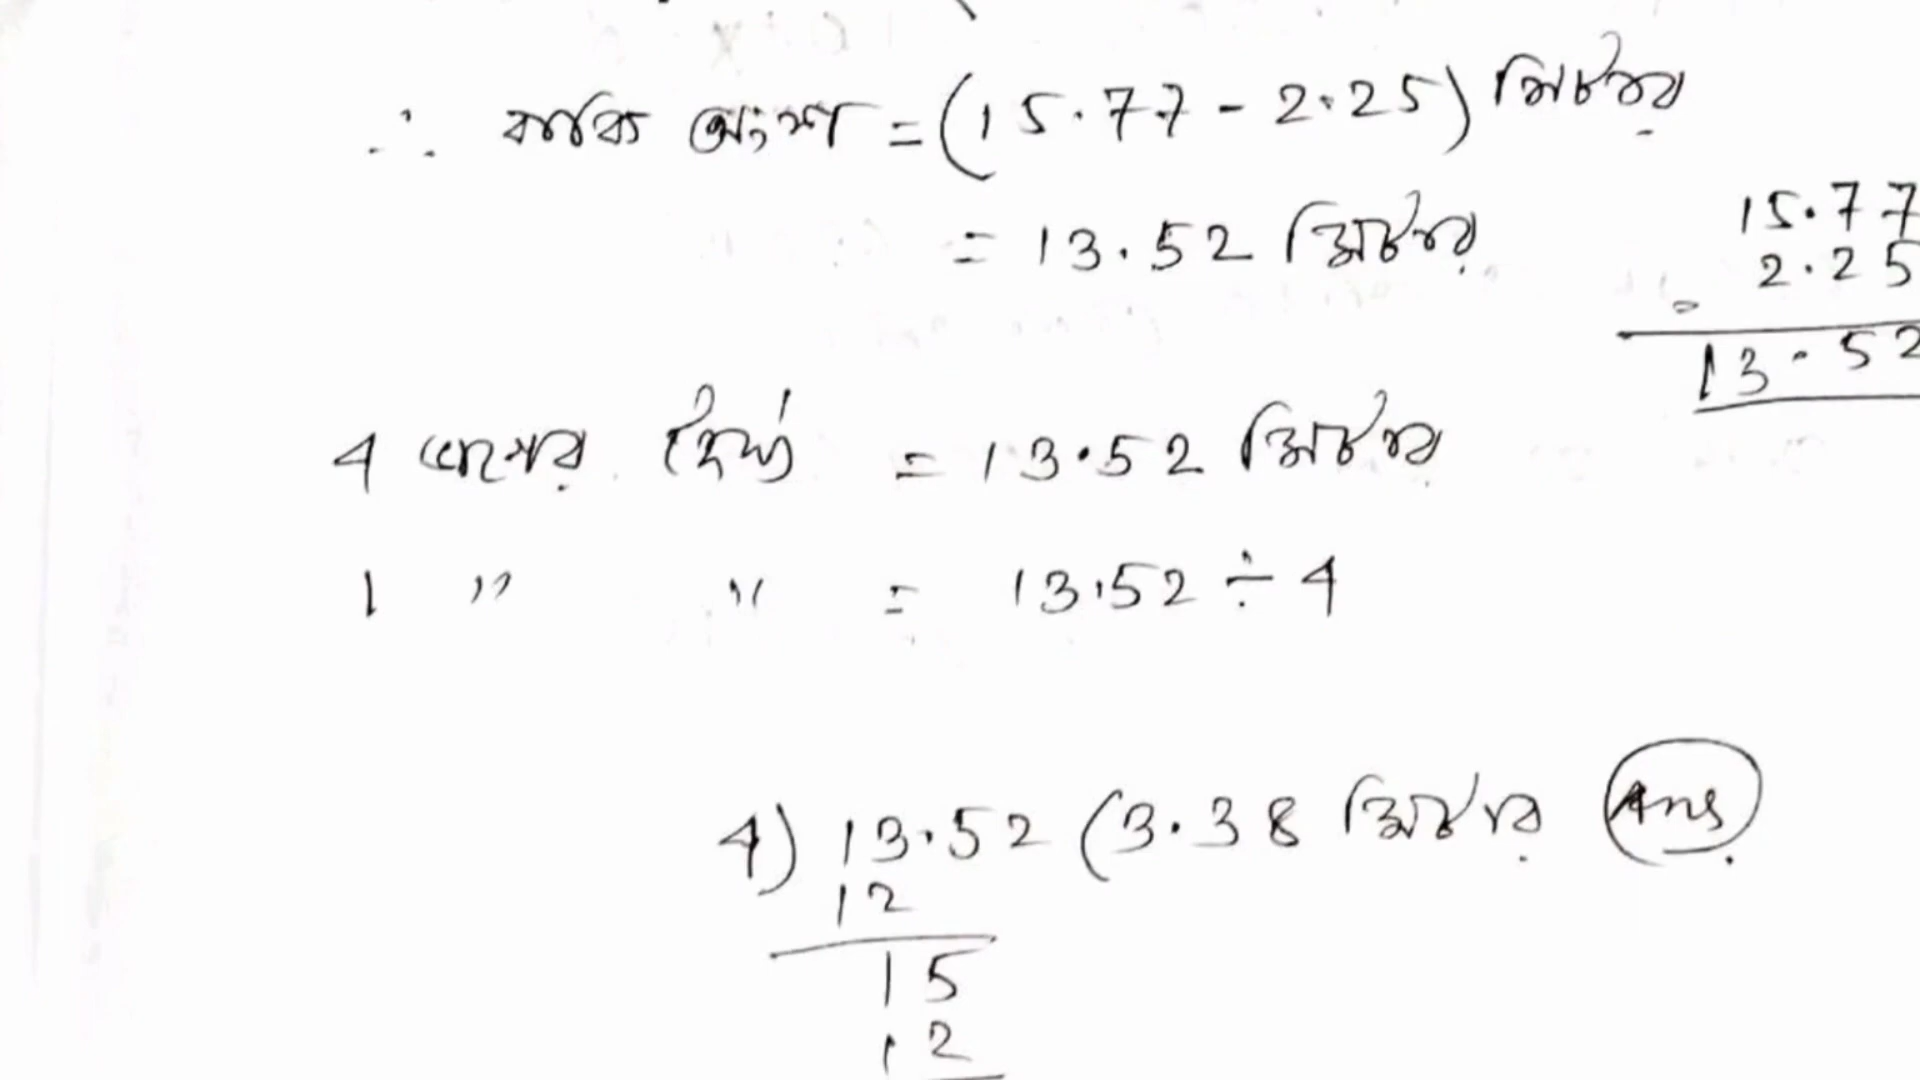 ∴ বাকি অংশ = (15.77 - 2.25) মিটার
= 13.52 মিটার
15.77
2.25
-
13.52
4 অংশের দৈর্ঘ্য = 13.52 মিটার
1 " " = 13.52 ÷ 4
4) 13.52 (3.38 মিটার Ans.
12
15
12